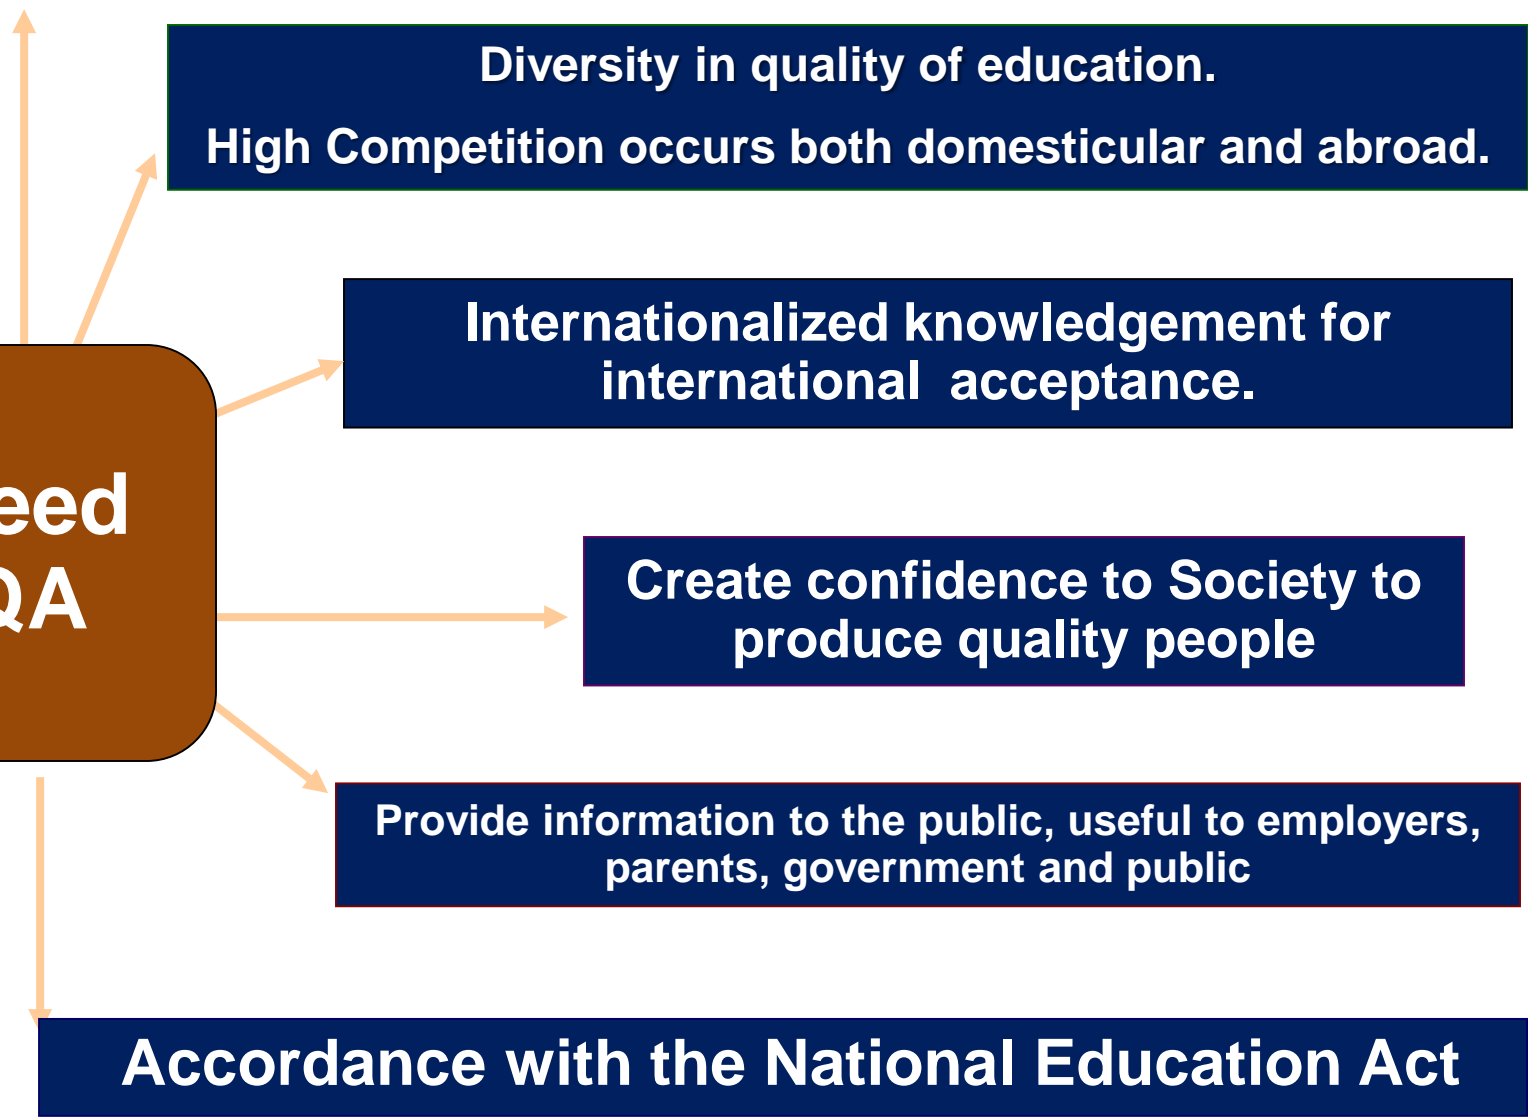 Diversity in quality of education.
High Competition occurs both domesticular and abroad.
Internationalized knowledgement for
international acceptance.
eed
QA
Create confidence to Society to
produce quality people
Provide information to the public, useful to employers,
parents, government and public
Accordance with the National Education Act